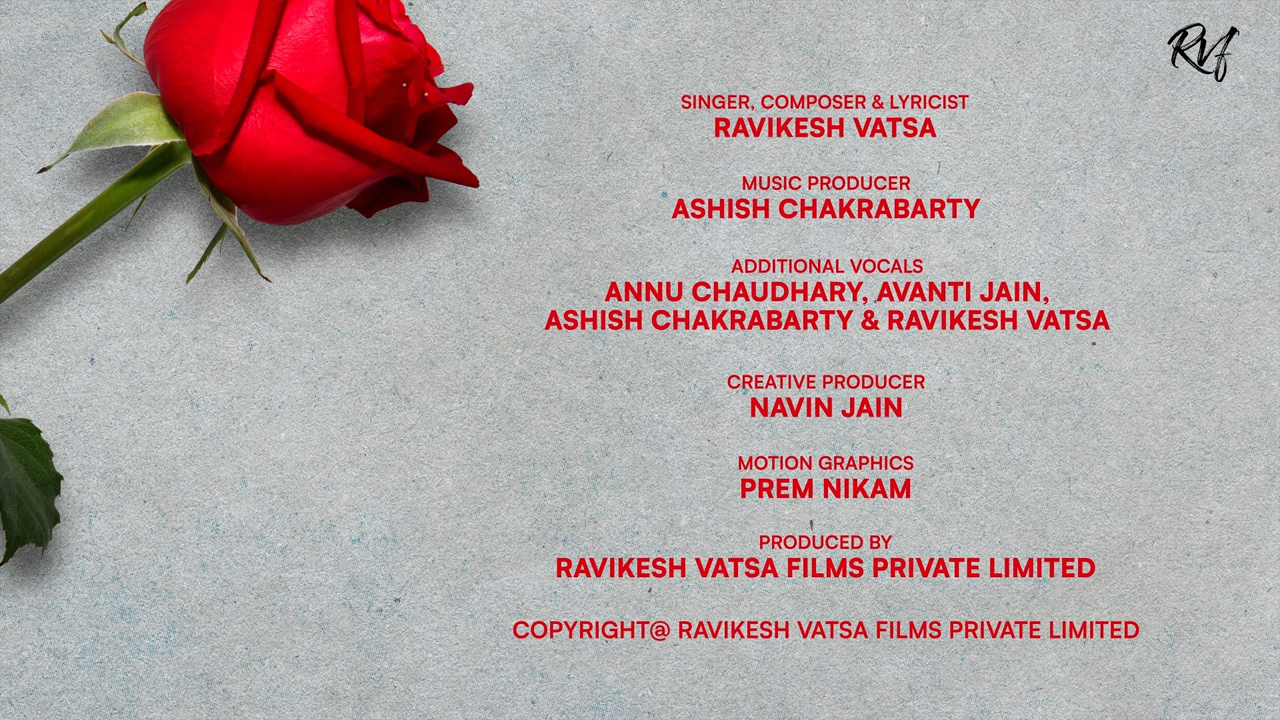 RVf
SINGER, COMPOSER & LYRICIST
RAVIKESH VATSA
MUSIC PRODUCER
ASHISH CHAKRABARTY
ADDITIONAL VOCALS
ANNU CHAUDHARY, AVANTI JAIN,
ASHISH CHAKRABARTY & RAVIKESH VATSA
CREATIVE PRODUCER
NAVIN JAIN
MOTION GRAPHICS
PREM NIKAM
PRODUCED BY
RAVIKESH VATSA FILMS PRIVATE LIMITED
COPYRIGHT@ RAVIKESH VATSA FILMS PRIVATE LIMITED